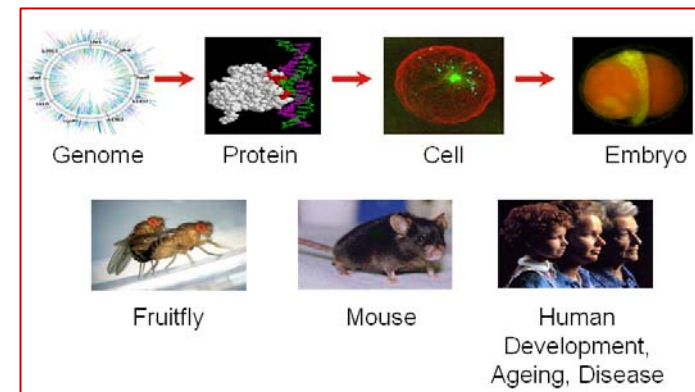 Genome
Protein
Cell
Embryo
Fruitfly
Mouse
Human
Development,
Ageing, Disease